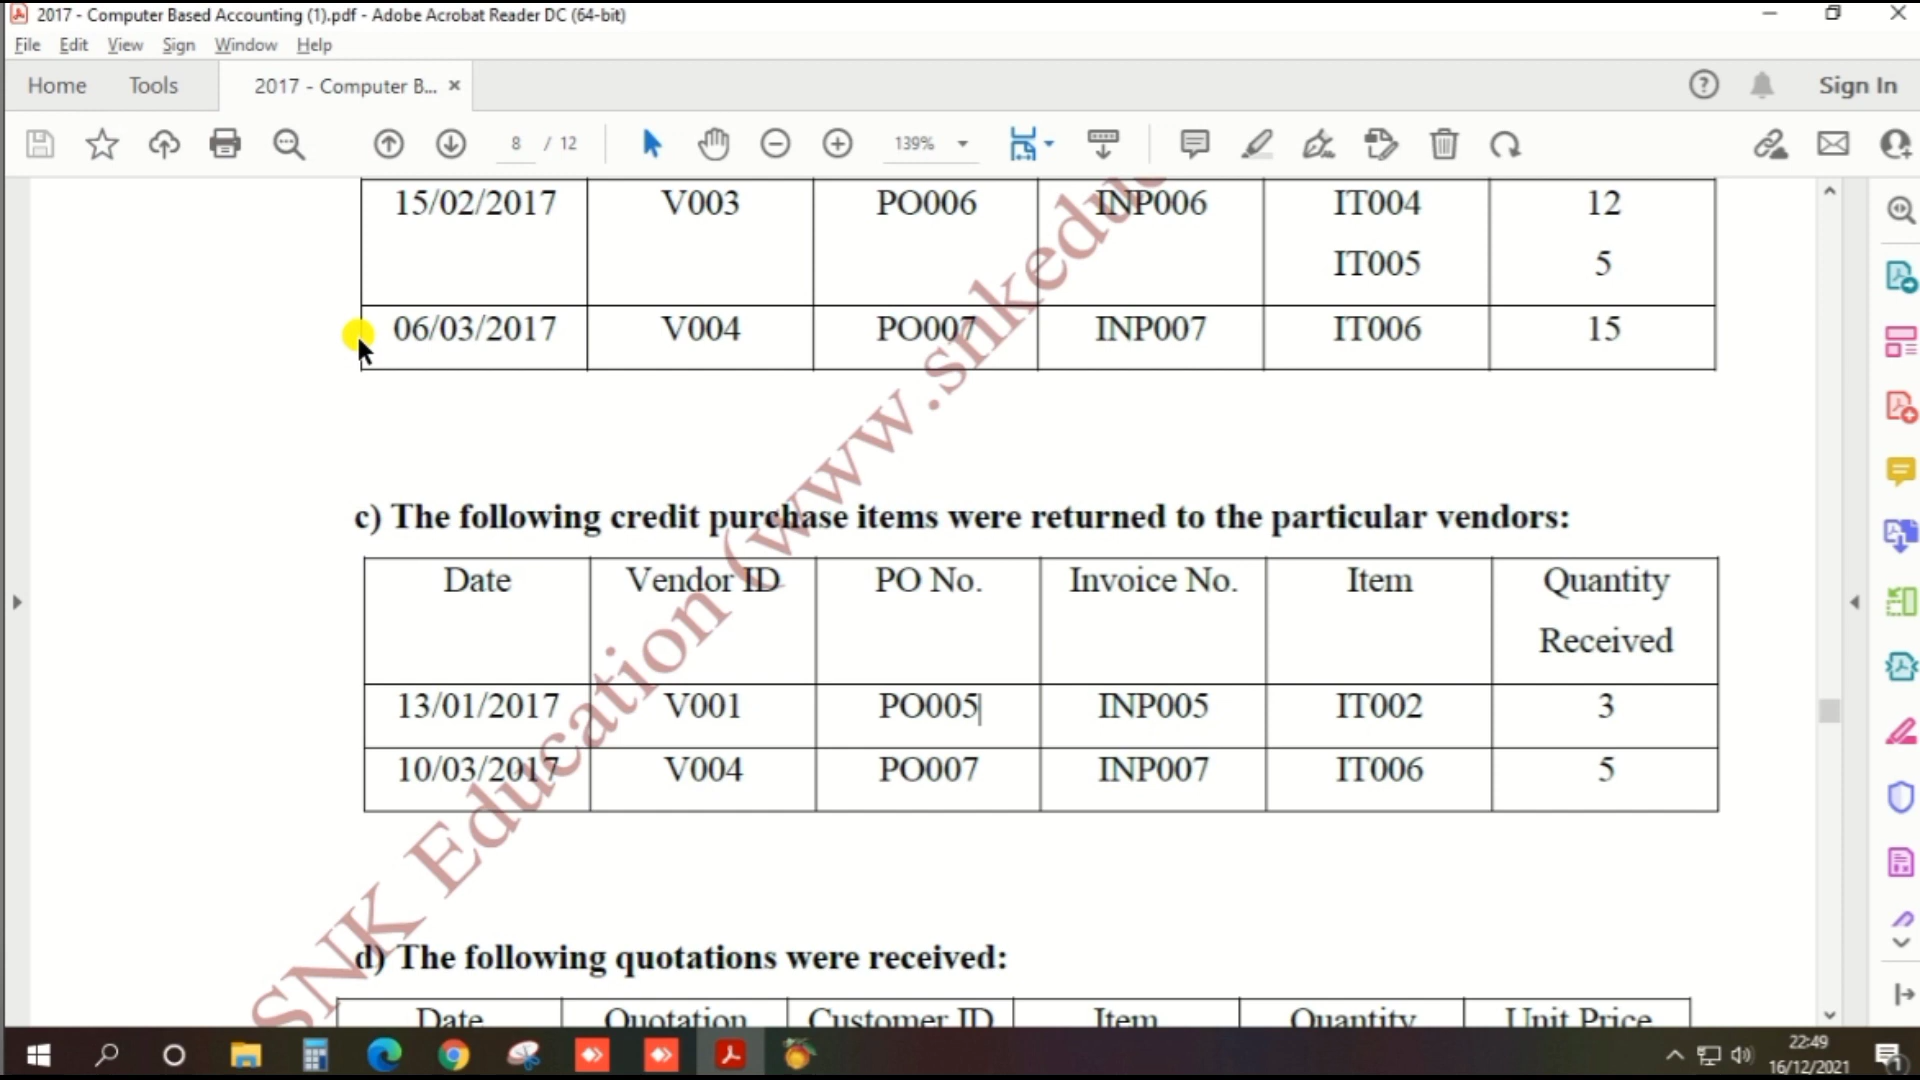 2017 - Computer Based Accounting (1).pdf - Adobe Acrobat Reader DC (64-bit)
File Edit View Sign Window Help
Home Tools 2017 - Computer B... × Sign In
8 / 12 139%
15/02/2017 V003 PO006 INP006 IT004 12
IT005 5
06/03/2017 V004 PO007 INP007 IT006 15
c) The following credit purchase items were returned to the particular vendors:
Date Vendor ID PO No. Invoice No. Item Quantity
Received
13/01/2017 V001 PO005 INP005 IT002 3
10/03/2017 V004 PO007 INP007 IT006 5
d) The following quotations were received:
Date Quotation Customer ID Item Quantity Unit Price
SNK Education (www.snkedu
22:49
16/12/2021
1